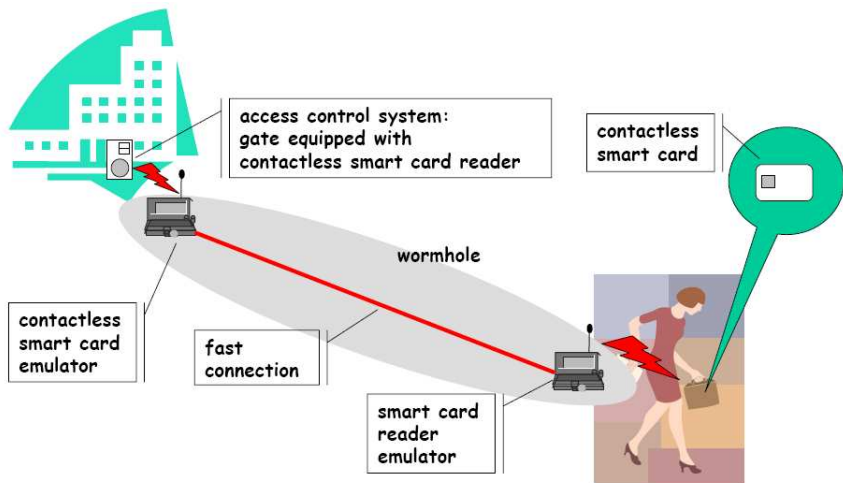 access control system:
gate equipped with
contactless smart card reader
contactless
smart card
wormhole
contactless
smart card
emulator
fast
connection
smart card
reader
emulator